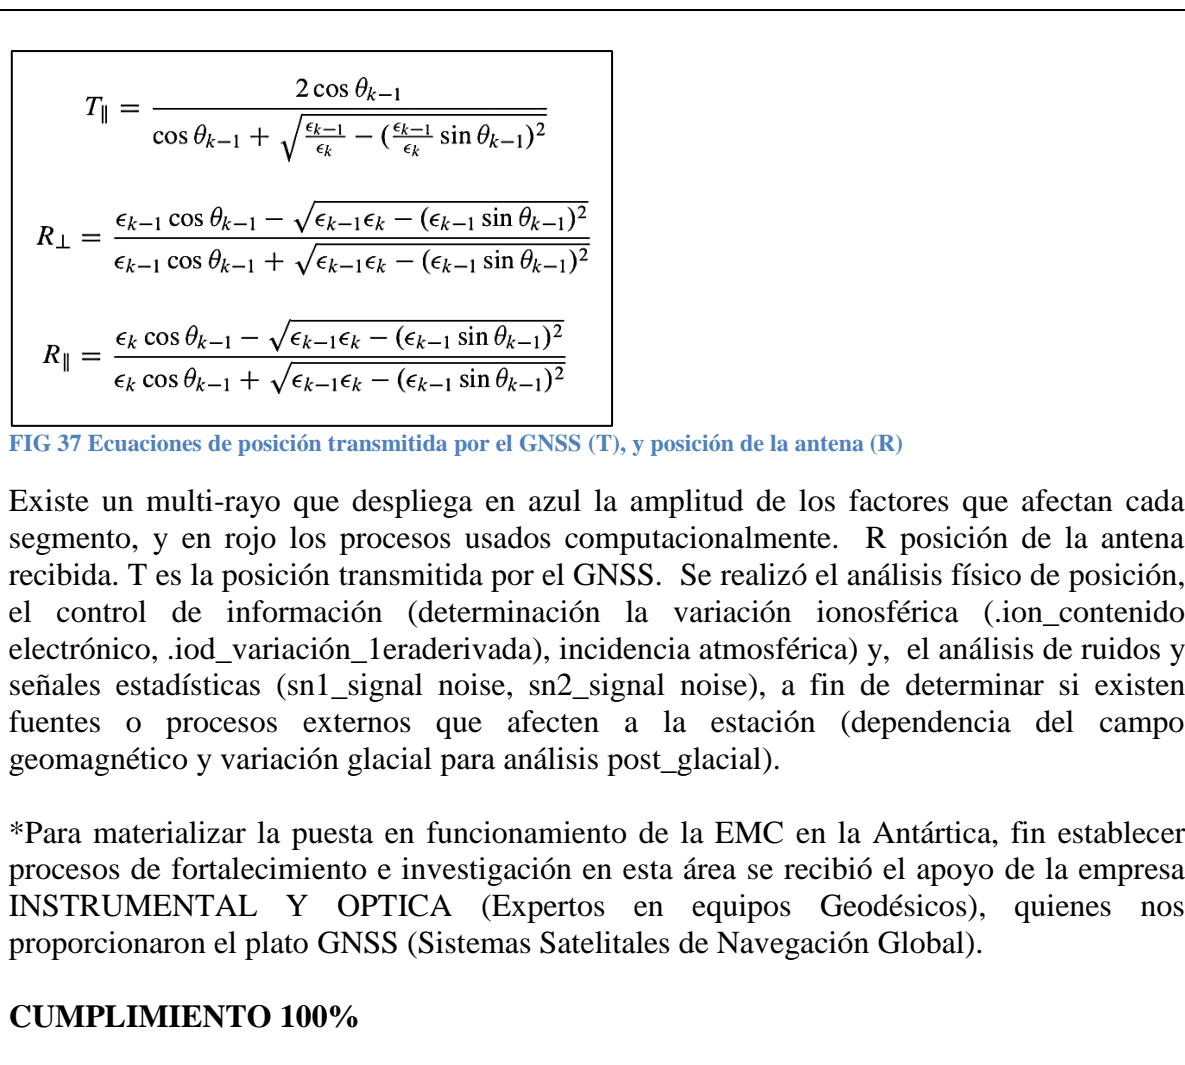 T∥ = 2 cos θₖ₋₁ / (cos θₖ₋₁ + √(ϵₖ₋₁/ϵₖ − (ϵₖ₋₁/ϵₖ sin θₖ₋₁)²))
R⊥ = (ϵₖ₋₁ cos θₖ₋₁ − √(ϵₖ₋₁ϵₖ − (ϵₖ₋₁ sin θₖ₋₁)²)) / (ϵₖ₋₁ cos θₖ₋₁ + √(ϵₖ₋₁ϵₖ − (ϵₖ₋₁ sin θₖ₋₁)²))
R∥ = (ϵₖ cos θₖ₋₁ − √(ϵₖ₋₁ϵₖ − (ϵₖ₋₁ sin θₖ₋₁)²)) / (ϵₖ cos θₖ₋₁ + √(ϵₖ₋₁ϵₖ − (ϵₖ₋₁ sin θₖ₋₁)²))
FIG 37 Ecuaciones de posición transmitida por el GNSS (T), y posición de la antena (R)
Existe un multi-rayo que despliega en azul la amplitud de los factores que afectan cada
segmento, y en rojo los procesos usados computacionalmente. R posición de la antena
recibida. T es la posición transmitida por el GNSS. Se realizó el análisis físico de posición,
el control de información (determinación la variación ionosférica (.ion_contenido
electrónico, .iod_variación_1eraderivada), incidencia atmosférica) y, el análisis de ruidos y
señales estadísticas (sn1_signal noise, sn2_signal noise), a fin de determinar si existen
fuentes o procesos externos que afecten a la estación (dependencia del campo
geomagnético y variación glacial para análisis post_glacial).
*Para materializar la puesta en funcionamiento de la EMC en la Antártica, fin establecer
procesos de fortalecimiento e investigación en esta área se recibió el apoyo de la empresa
INSTRUMENTAL Y OPTICA (Expertos en equipos Geodésicos), quienes nos
proporcionaron el plato GNSS (Sistemas Satelitales de Navegación Global).
CUMPLIMIENTO 100%